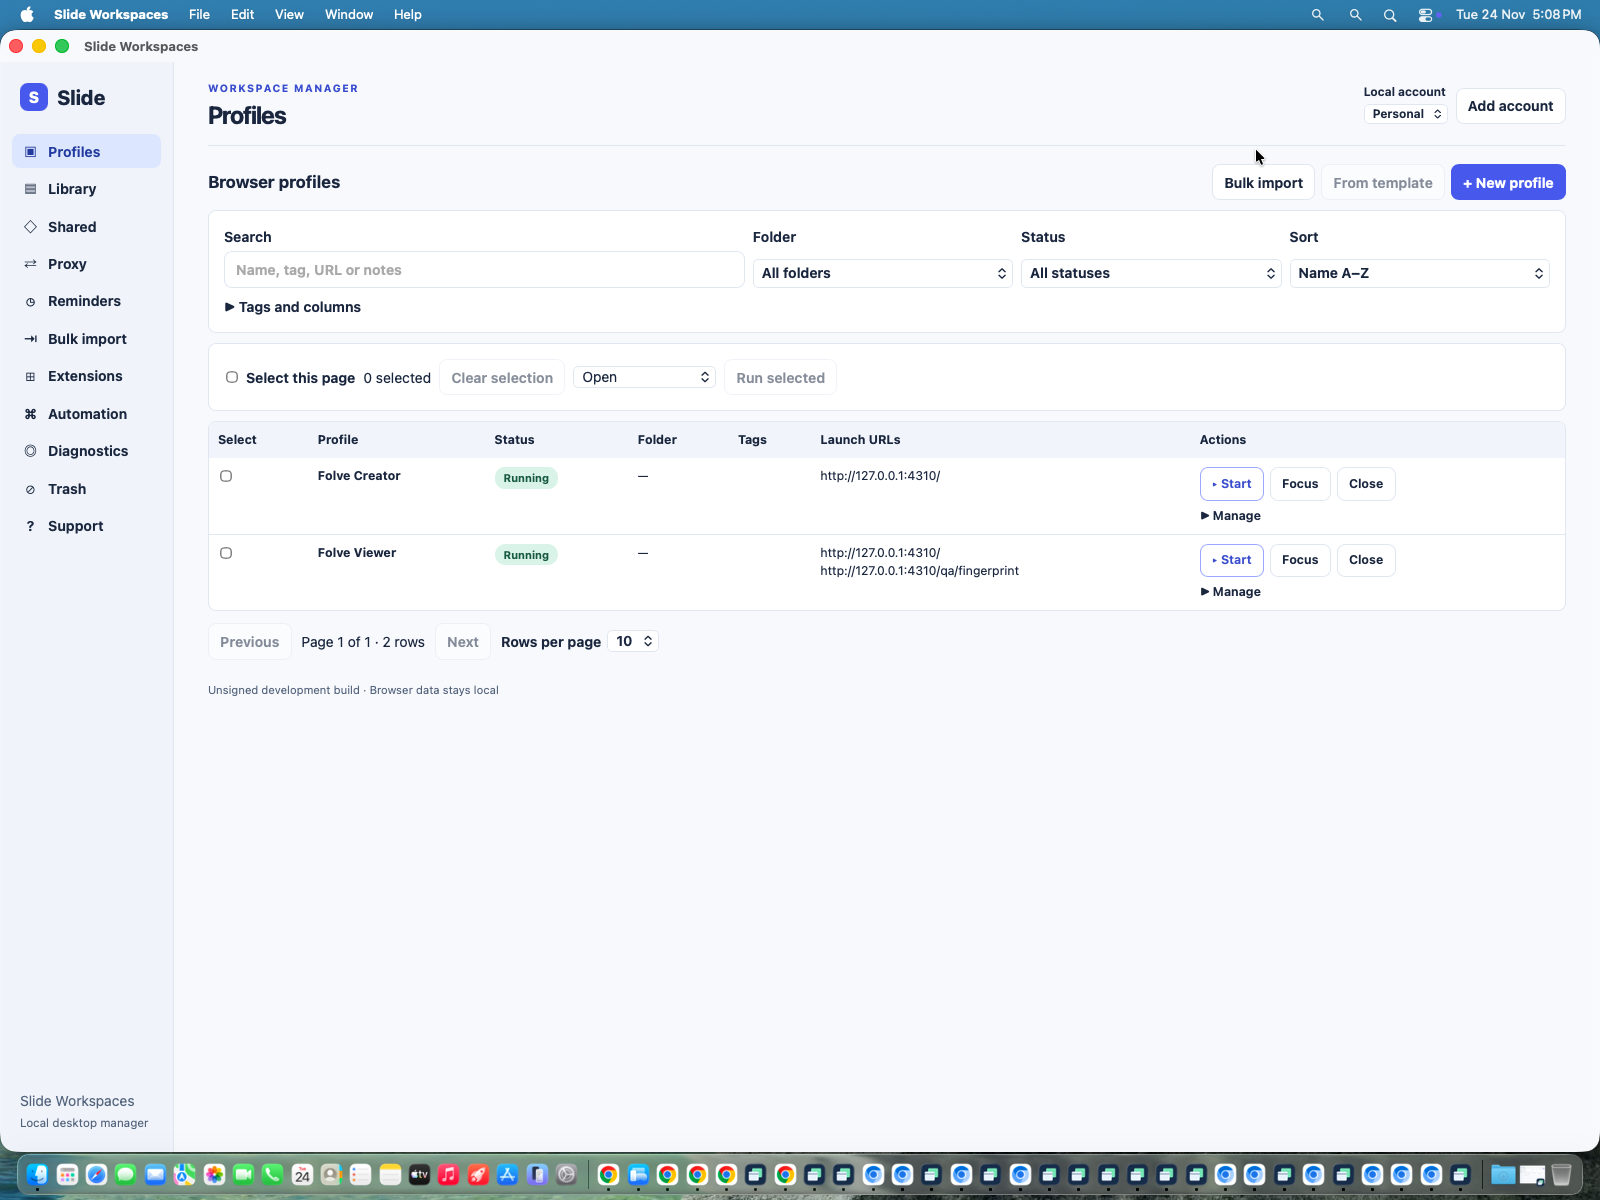 Slide Workspaces File Edit View Window Help Tue 24 Nov 5:08 PM
Slide Workspaces
S Slide
Profiles
Library
Shared
Proxy
Reminders
Bulk import
Extensions
Automation
Diagnostics
Trash
? Support
Slide Workspaces
Local desktop manager
WORKSPACE MANAGER
Profiles
Local account
Personal
Add account
Browser profiles
Bulk import From template + New profile
Search Folder Status Sort
Name, tag, URL or notes All folders All statuses Name A–Z
Tags and columns
Select this page 0 selected Clear selection Open Run selected
Select Profile Status Folder Tags Launch URLs Actions
Folve Creator Running — http://127.0.0.1:4310/ Start Focus Close
Manage
Folve Viewer Running — http://127.0.0.1:4310/ Start Focus Close
http://127.0.0.1:4310/qa/fingerprint
Manage
Previous Page 1 of 1 · 2 rows Next Rows per page 10
Unsigned development build · Browser data stays local
tv
24